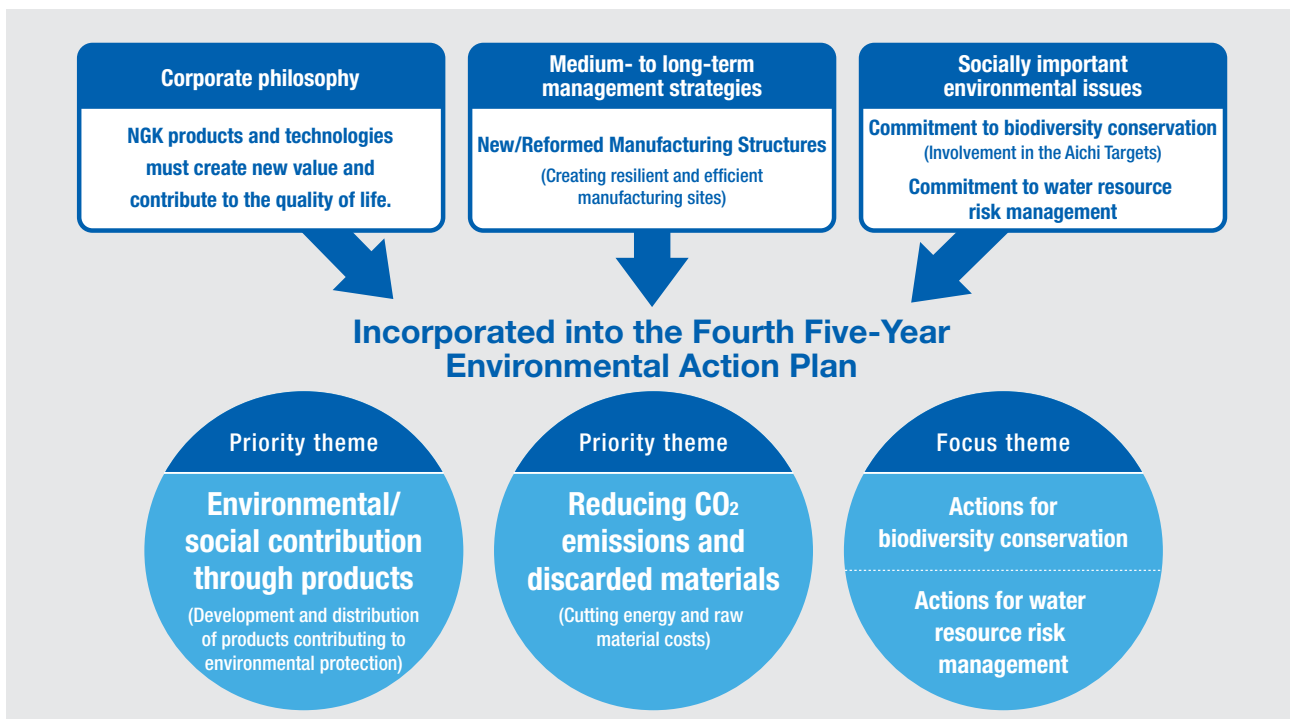 Corporate philosophy
NGK products and technologies
must create new value and
contribute to the quality of life.
Medium- to long-term
management strategies
New/Reformed Manufacturing Structures
(Creating resilient and efficient
manufacturing sites)
Socially important
environmental issues
Commitment to biodiversity conservation
(Involvement in the Aichi Targets)
Commitment to water resource
risk management
Incorporated into the Fourth Five-Year
Environmental Action Plan
Priority theme
Environmental/
social contribution
through products
(Development and distribution
of products contributing to
environmental protection)
Priority theme
Reducing CO₂
emissions and
discarded materials
(Cutting energy and raw
material costs)
Focus theme
Actions for
biodiversity conservation
Actions for water
resource risk
management